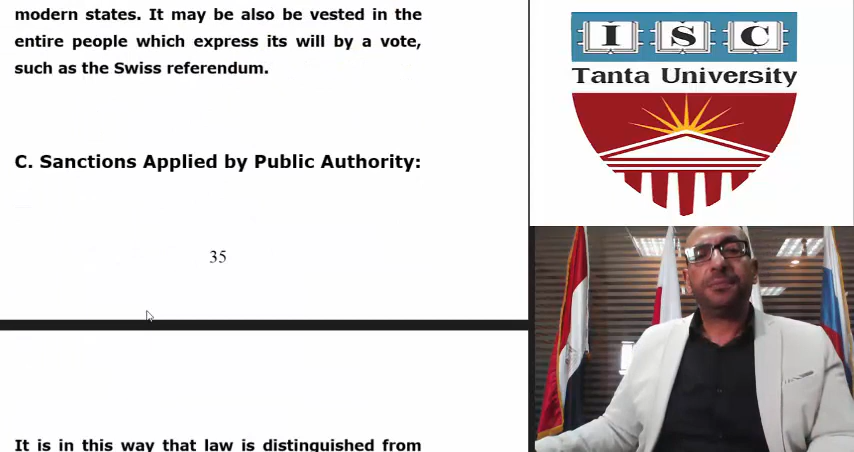 modern states. It may be also be vested in the
entire people which express its will by a vote,
such as the Swiss referendum.
C. Sanctions Applied by Public Authority:
35
It is in this way that law is distinguished from
I S C
Tanta University